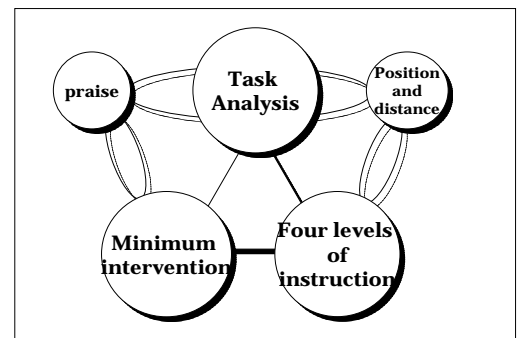 praise
Task
Analysis
Position
and
distance
Minimum
intervention
Four levels
of
instruction